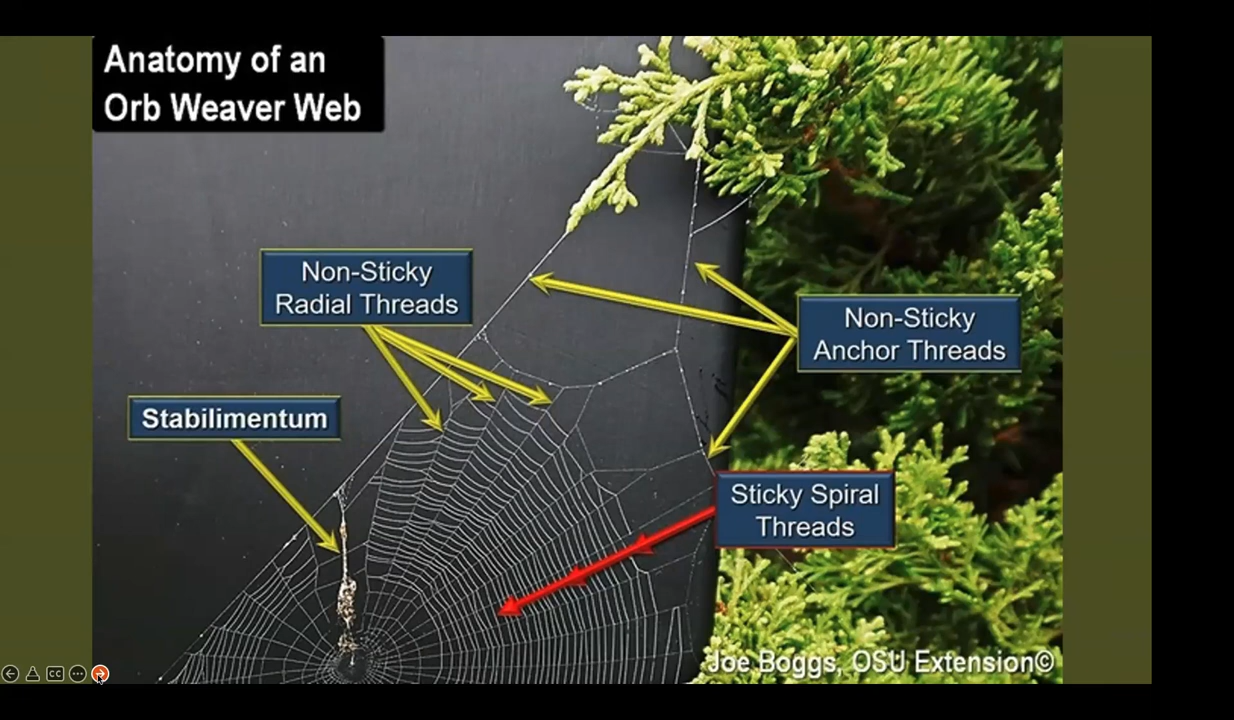 Anatomy of an
Orb Weaver Web
Non-Sticky
Radial Threads
Non-Sticky
Anchor Threads
Stabilimentum
Sticky Spiral
Threads
Joe Boggs, OSU Extension©
CC